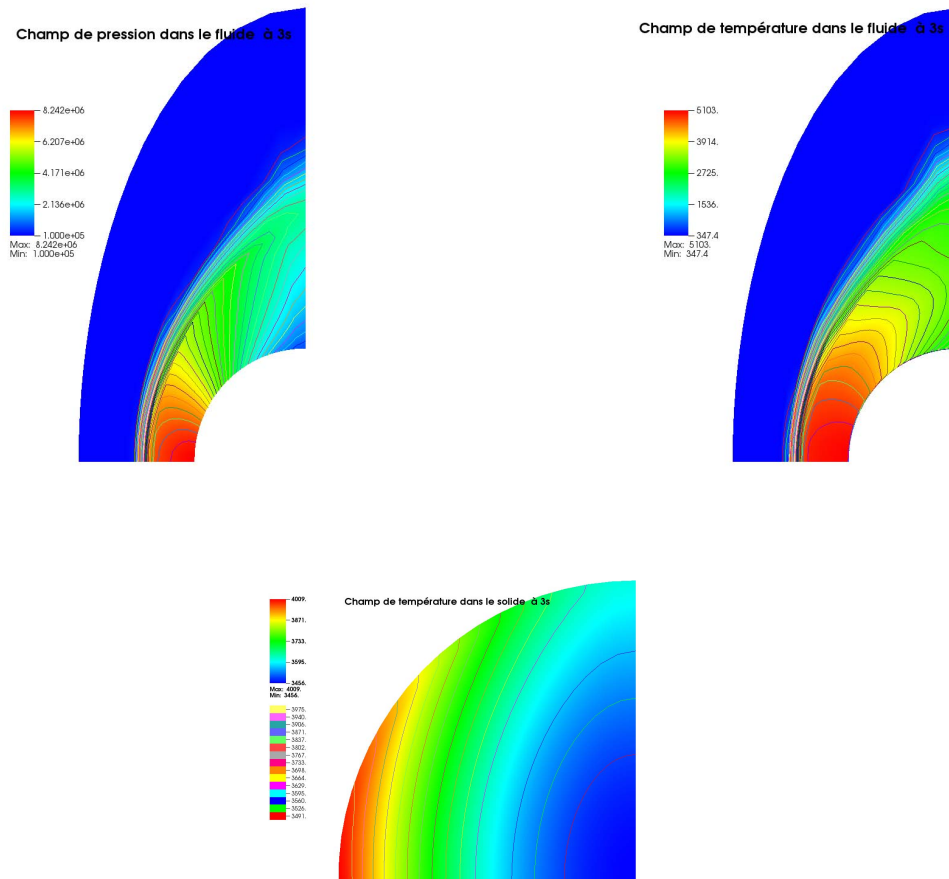 Champ de pression dans le fluide à 3s
8.242e+06
6.207e+06
4.171e+06
2.136e+06
1.000e+05
Max: 8.242e+06
Min: 1.000e+05
Champ de température dans le fluide à 3s
5103.
3914.
2725.
1536.
347.4
Max: 5103.
Min: 347.4
Champ de température dans le solide à 3s
4009.
3871.
3733.
3595.
3456.
Max: 4009.
Min: 3456.
3975.
3940.
3906.
3871.
3837.
3802.
3767.
3733.
3698.
3664.
3629.
3595.
3560.
3526.
3491.